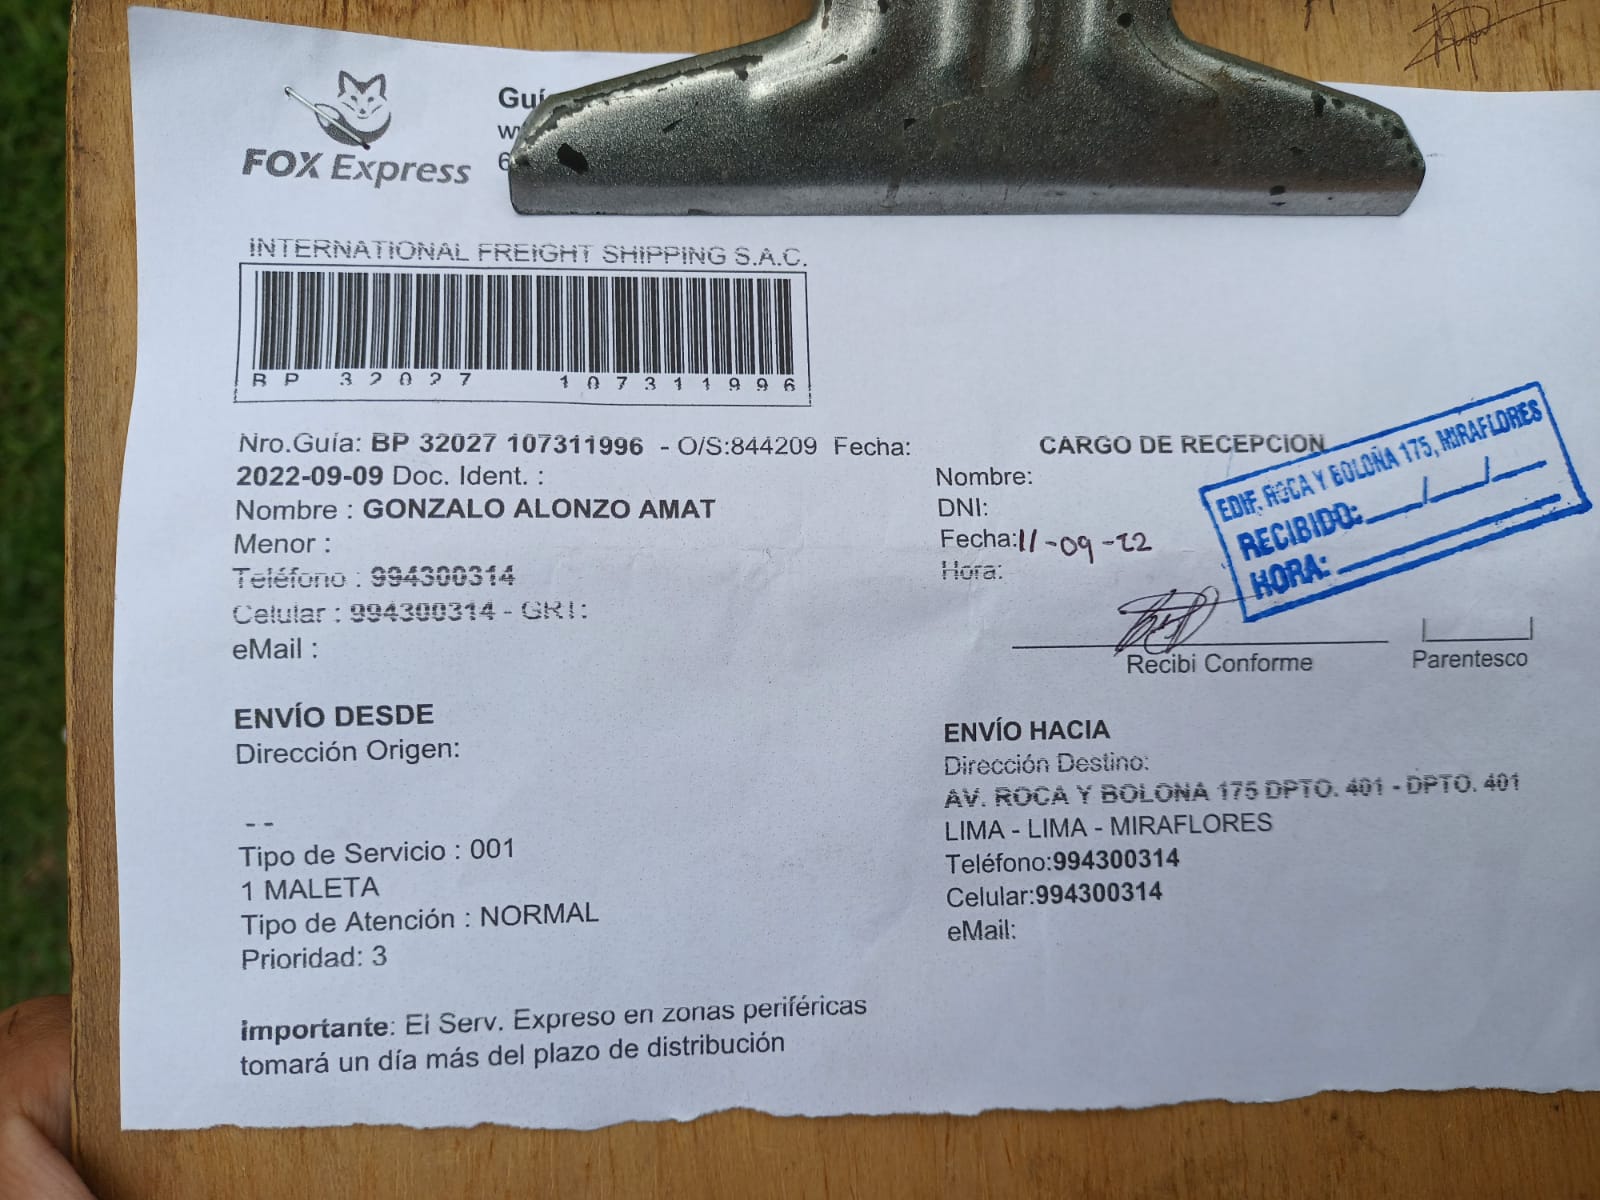 FOX Express
Guí
INTERNATIONAL FREIGHT SHIPPING S.A.C.
BP 32027 107311996
Nro.Guía: BP 32027 107311996 - O/S:844209 Fecha:
2022-09-09 Doc. Ident. :
Nombre : GONZALO ALONZO AMAT
Menor :
Teléfono : 994300314
Celular : 994300314 - GRT:
eMail :
CARGO DE RECEPCION
Nombre:
DNI:
Fecha:11-09-22
Hora:
EDIF. ROCA Y BOLOÑA 175, MIRAFLORES
RECIBIDO: __/__/__
HORA:
Recibi Conforme
Parentesco
ENVÍO DESDE
Dirección Origen:
- -
Tipo de Servicio : 001
1 MALETA
Tipo de Atención : NORMAL
Prioridad: 3
ENVÍO HACIA
Dirección Destino:
AV. ROCA Y BOLONA 175 DPTO. 401 - DPTO. 401
LIMA - LIMA - MIRAFLORES
Teléfono:994300314
Celular:994300314
eMail:
importante: El Serv. Expreso en zonas periféricas
tomará un día más del plazo de distribución